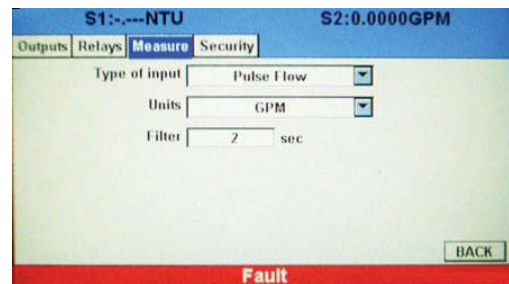 S1:-.---NTU S2:0.0000GPM
Outputs Relays Measure Security
Type of input Pulse Flow
Units GPM
Filter 2 sec
BACK
Fault